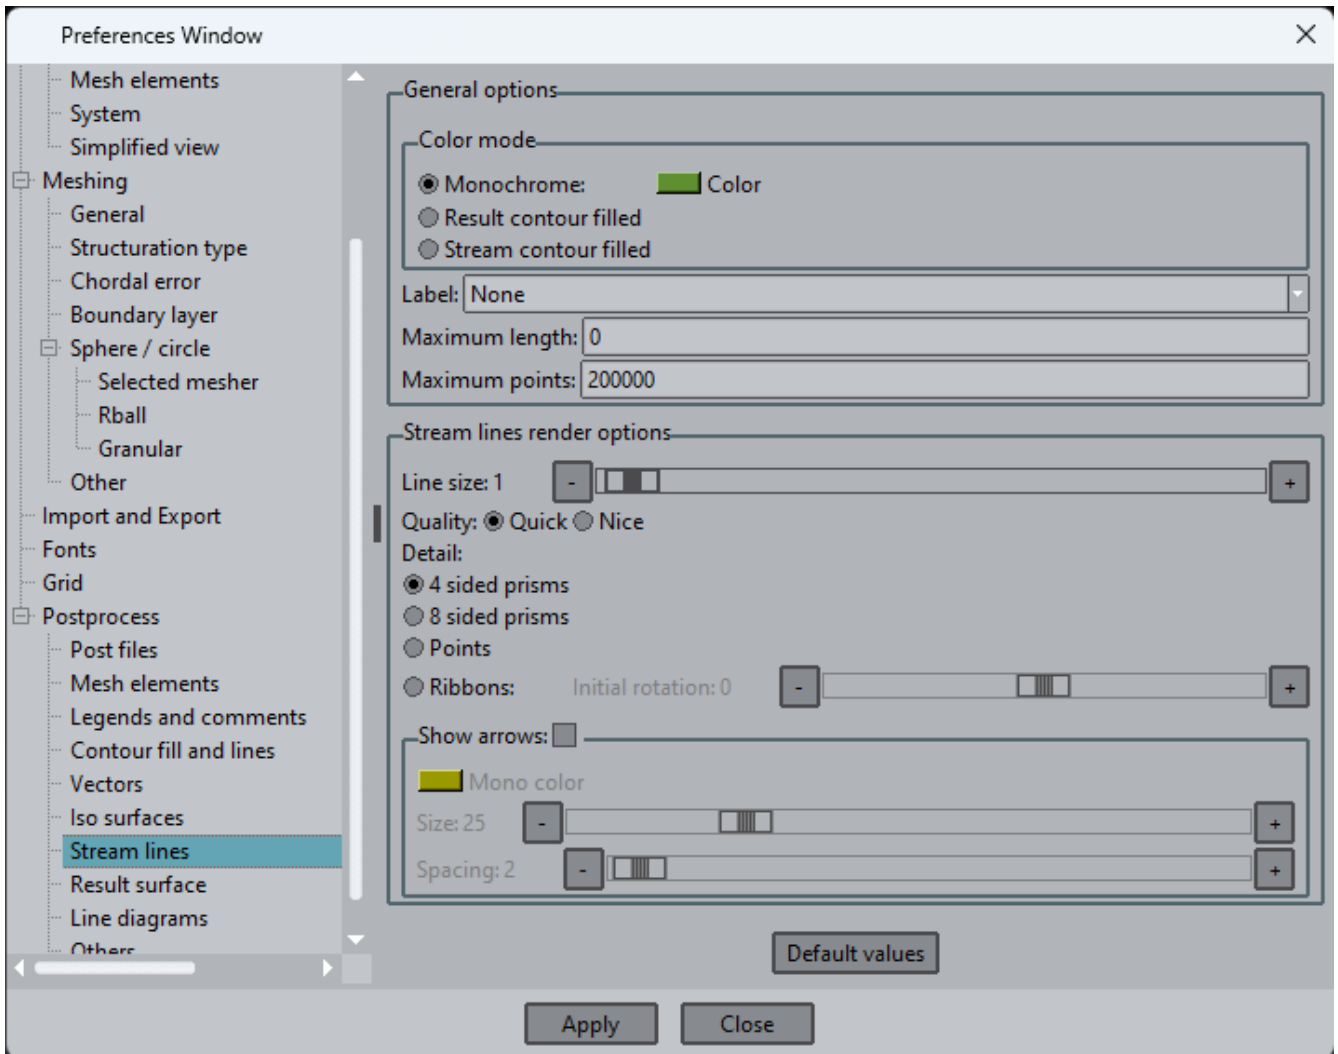 Preferences Window
Mesh elements
System
Simplified view
Meshing
General
Structuration type
Chordal error
Boundary layer
Sphere / circle
Selected mesher
Rball
Granular
Other
Import and Export
Fonts
Grid
Postprocess
Post files
Mesh elements
Legends and comments
Contour fill and lines
Vectors
Iso surfaces
Stream lines
Result surface
Line diagrams
Others
General options
Color mode
Monochrome: Color
Result contour filled
Stream contour filled
Label: None
Maximum length: 0
Maximum points: 200000
Stream lines render options
Line size: 1 - +
Quality: Quick Nice
Detail:
4 sided prisms
8 sided prisms
Points
Ribbons: Initial rotation: 0 - +
Show arrows:
Mono color
Size: 25 - +
Spacing: 2 - +
Default values
Apply Close